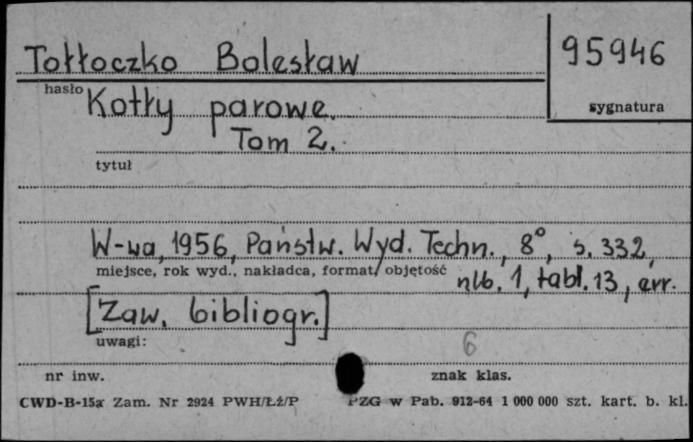 Tołłoczko Bolesław
95946
hasło
sygnatura
Kotły parowe.
Tom 2.
tytuł
W-wa, 1956, Państw. Wyd. Techn., 8°, s. 332,
miejsce, rok wyd., nakładca, format, objętość
nlb. 1, tabl. 13, err.
[Zaw. bibliogr.]
uwagi:
6
nr inw.
znak klas.
CWD-B-15a Zam. Nr 2924 PWH/Łź/P
PZG w Pab. 912-64 1 000 000 szt. kart. b. kl.